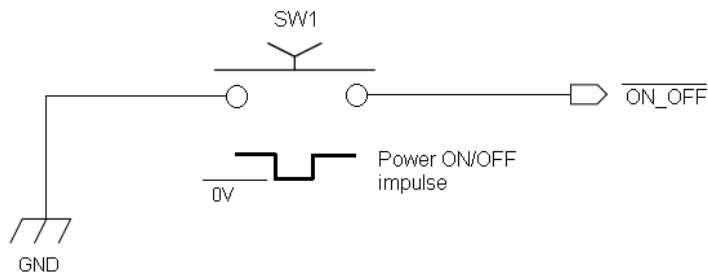 SW1
ON_OFF
Power ON/OFF
impulse
0V
GND